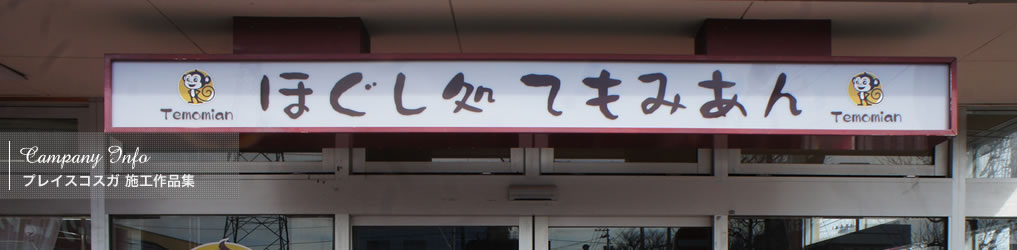 ほぐし処 てもみあん
Temomian
Temomian
Company Info
プレイスコスガ 施工作品集